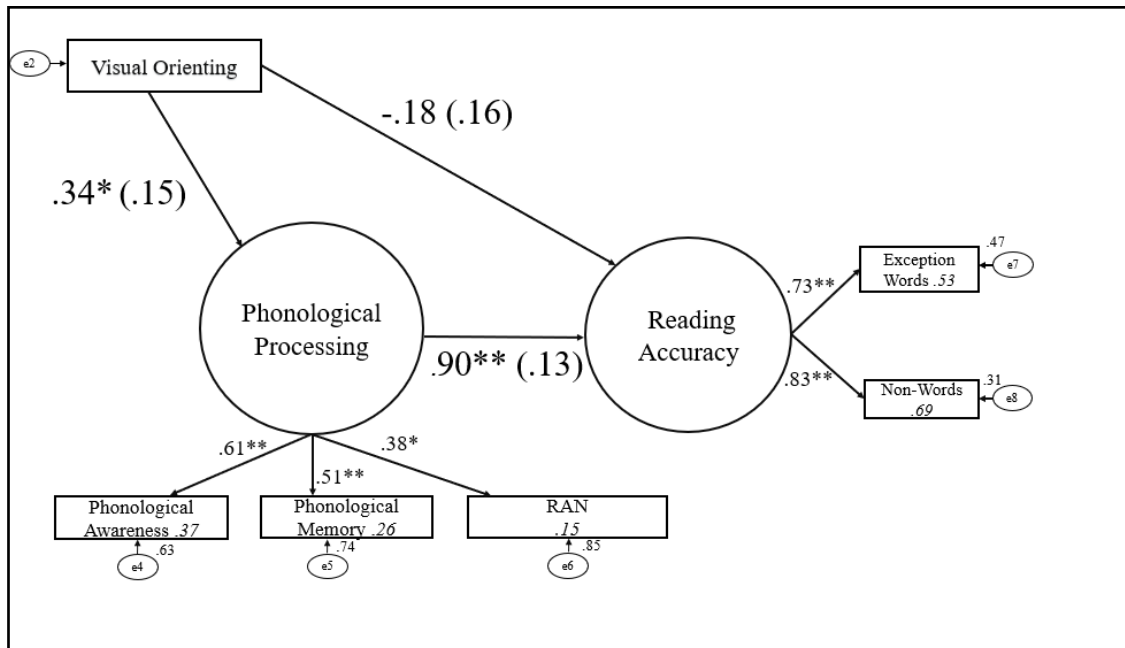 e2
Visual Orienting
-.18 (.16)
.34* (.15)
Phonological
Processing
.90** (.13)
Reading
Accuracy
.73**
.83**
.47
Exception
Words .53
e7
.31
Non-Words
.69
e8
.61**
.51**
.38*
Phonological
Awareness .37
Phonological
Memory .26
RAN
.15
.63
e4
.74
e5
.85
e6